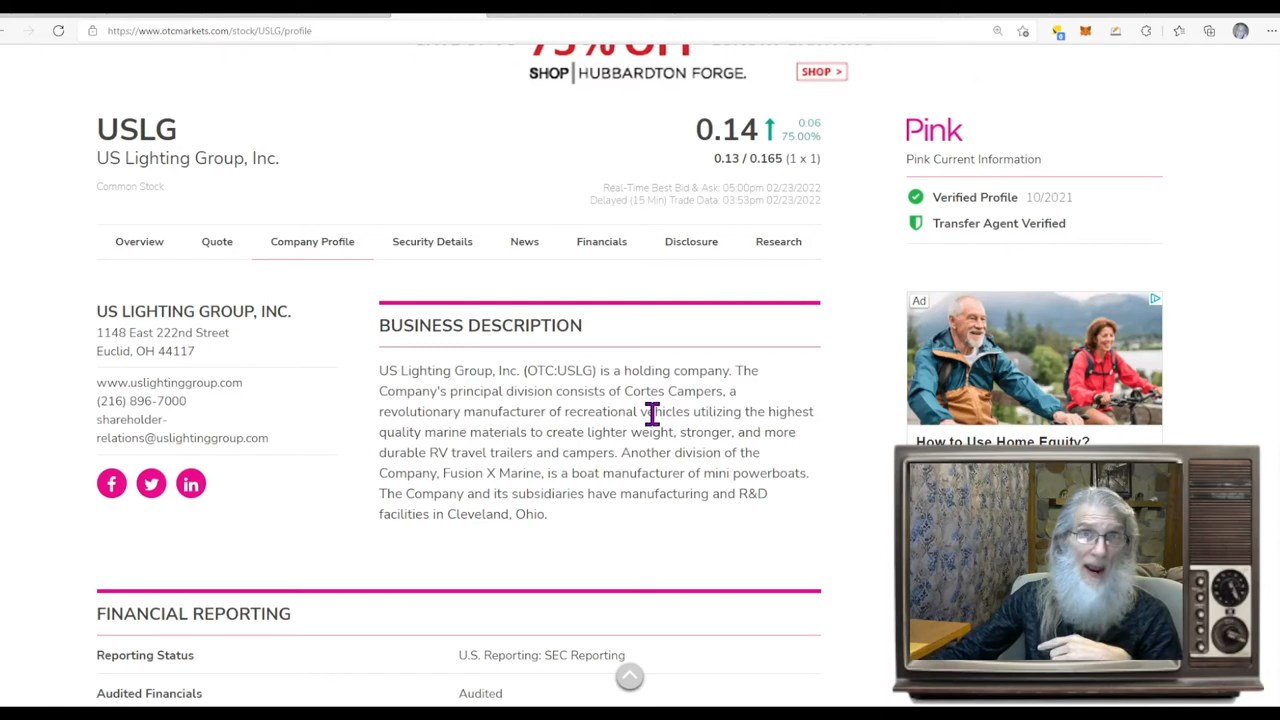 https://www.otcmarkets.com/stock/USLG/profile
75% OFF
SHOP | HUBBARDTON FORGE.
SHOP >
USLG
US Lighting Group, Inc.
Common Stock
0.14
0.06
75.00%
0.13 / 0.165 (1 x 1)
Real-Time Best Bid & Ask: 05:00pm 02/23/2022
Delayed (15 Min) Trade Data: 03:53pm 02/23/2022
Pink
Pink Current Information
Verified Profile 10/2021
Transfer Agent Verified
Overview Quote Company Profile Security Details News Financials Disclosure Research
US LIGHTING GROUP, INC.
1148 East 222nd Street
Euclid, OH 44117
www.uslightinggroup.com
(216) 896-7000
shareholder-
relations@uslightinggroup.com
BUSINESS DESCRIPTION
US Lighting Group, Inc. (OTC:USLG) is a holding company. The
Company's principal division consists of Cortes Campers, a
revolutionary manufacturer of recreational vehicles utilizing the highest
quality marine materials to create lighter weight, stronger, and more
durable RV travel trailers and campers. Another division of the
Company, Fusion X Marine, is a boat manufacturer of mini powerboats.
The Company and its subsidiaries have manufacturing and R&D
facilities in Cleveland, Ohio.
Ad
How to Use Home Equity?
FINANCIAL REPORTING
Reporting Status U.S. Reporting: SEC Reporting
Audited Financials Audited